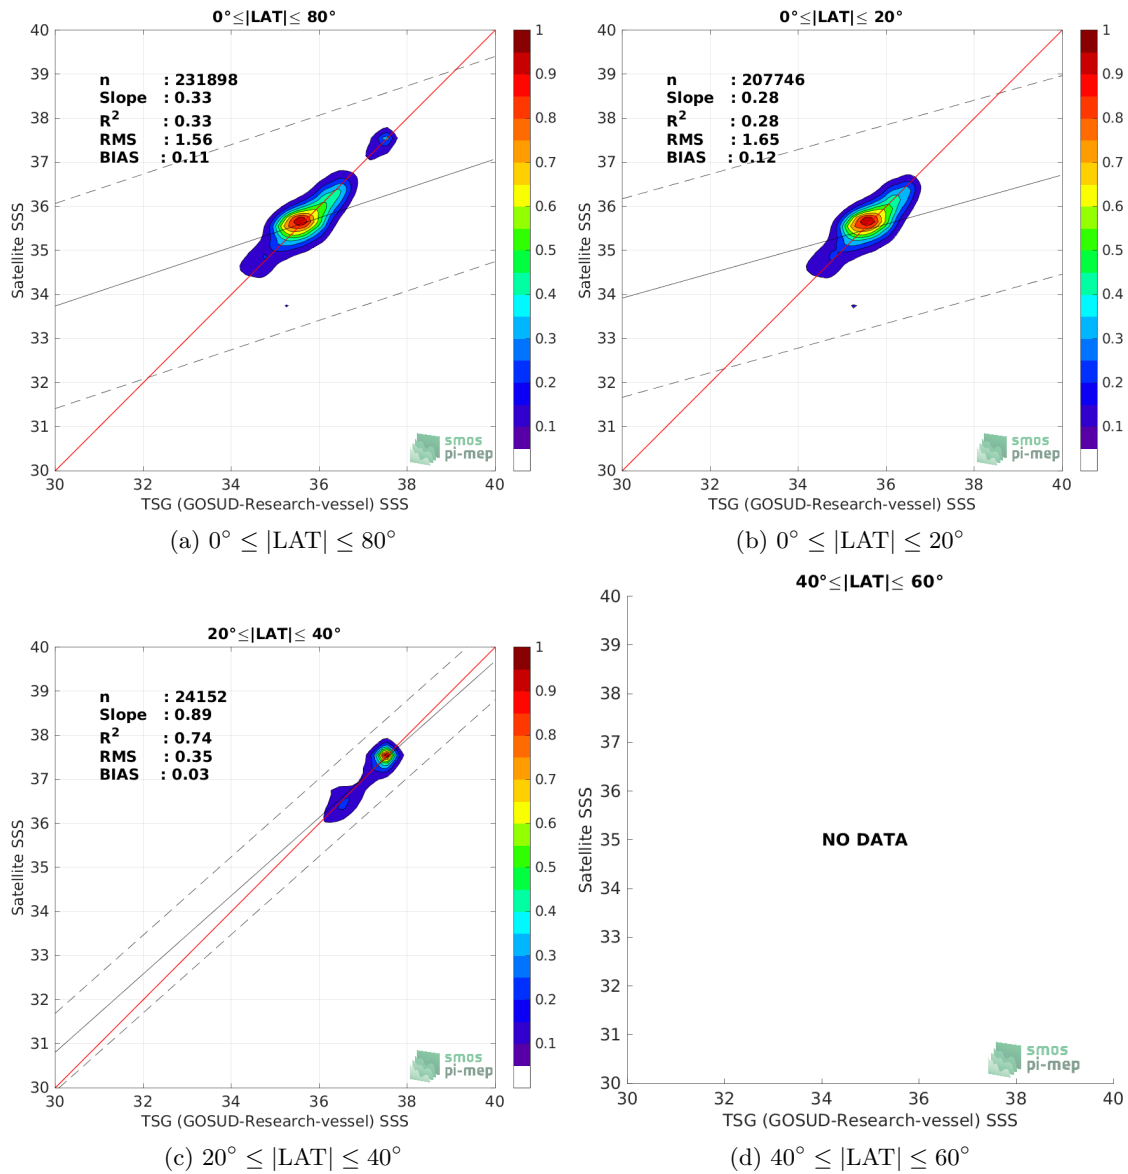 0°≤|LAT|≤ 80°
40
39
38
37
36
35
34
33
32
31
30
30
32
34
36
38
40
Satellite SSS
TSG (GOSUD-Research-vessel) SSS
n : 231898
Slope : 0.33
R² : 0.33
RMS : 1.56
BIAS : 0.11
1
0.9
0.8
0.7
0.6
0.5
0.4
0.3
0.2
0.1
smos
pi-mep
(a) 0° ≤ |LAT| ≤ 80°
0°≤|LAT|≤ 20°
40
39
38
37
36
35
34
33
32
31
30
30
32
34
36
38
40
Satellite SSS
TSG (GOSUD-Research-vessel) SSS
n : 207746
Slope : 0.28
R² : 0.28
RMS : 1.65
BIAS : 0.12
1
0.9
0.8
0.7
0.6
0.5
0.4
0.3
0.2
0.1
smos
pi-mep
(b) 0° ≤ |LAT| ≤ 20°
20°≤|LAT|≤ 40°
40
39
38
37
36
35
34
33
32
31
30
30
32
34
36
38
40
Satellite SSS
TSG (GOSUD-Research-vessel) SSS
n : 24152
Slope : 0.89
R² : 0.74
RMS : 0.35
BIAS : 0.03
1
0.9
0.8
0.7
0.6
0.5
0.4
0.3
0.2
0.1
smos
pi-mep
(c) 20° ≤ |LAT| ≤ 40°
40°≤|LAT|≤ 60°
40
39
38
37
36
35
34
33
32
31
30
30
32
34
36
38
40
Satellite SSS
TSG (GOSUD-Research-vessel) SSS
NO DATA
smos
pi-mep
(d) 40° ≤ |LAT| ≤ 60°